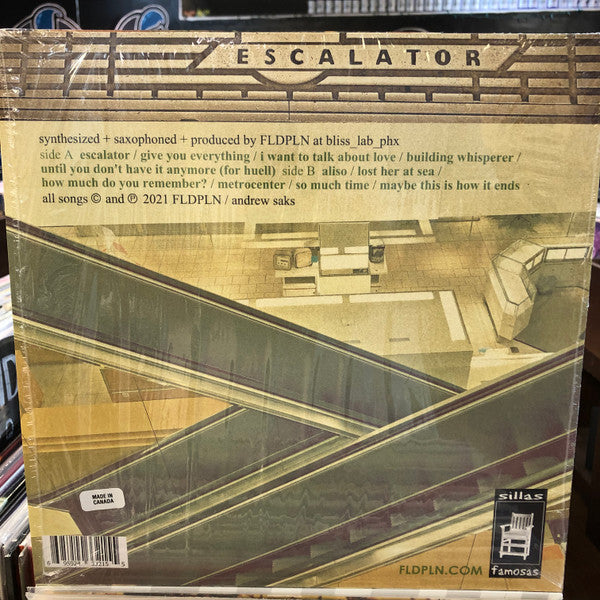 ESCALATOR
synthesized + saxophoned + produced by FLDPLN at bliss_lab_phx
side A escalator / give you everything / i want to talk about love / building whisperer /
until you don't have it anymore (for huell) side B aliso / lost her at sea /
how much do you remember? / metrocenter / so much time / maybe this is how it ends
all songs © and ℗ 2021 FLDPLN / andrew saks
MADE IN
CANADA
sillas
famosas
FLDPLN.COM